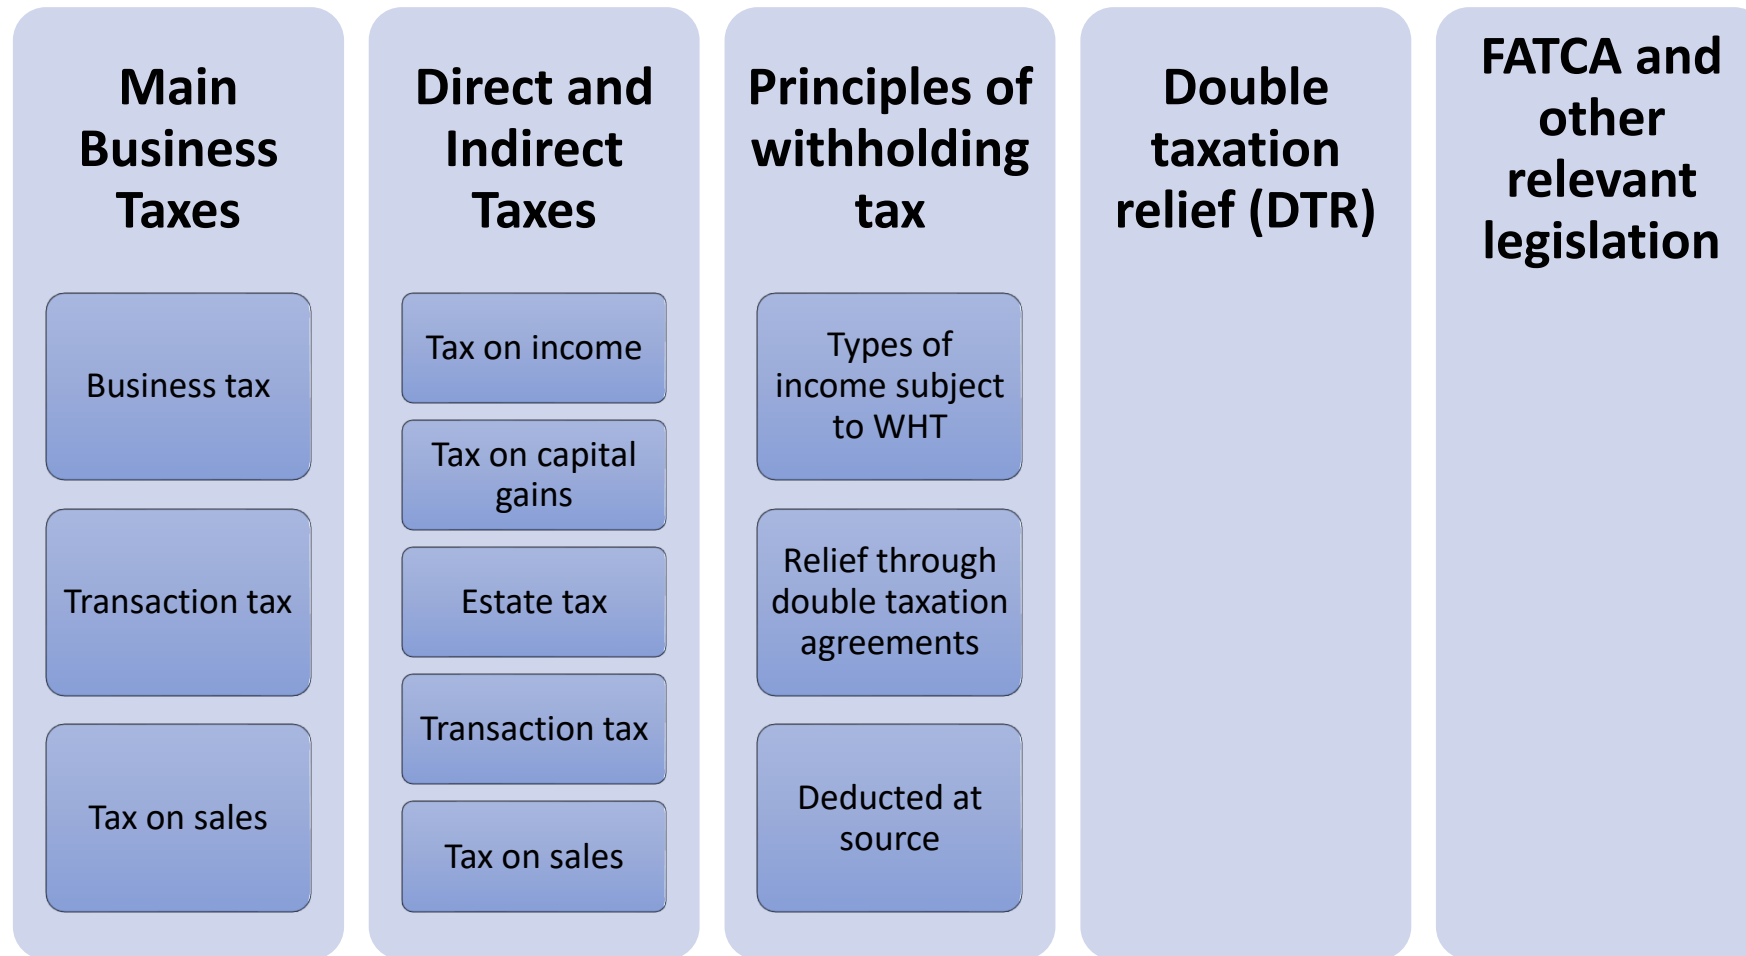 Main
Business
Taxes
Business tax
Transaction tax
Tax on sales
Direct and
Indirect
Taxes
Tax on income
Tax on capital
gains
Estate tax
Transaction tax
Tax on sales
Principles of
withholding
tax
Types of
income subject
to WHT
Relief through
double taxation
agreements
Deducted at
source
Double
taxation
relief (DTR)
FATCA and
other
relevant
legislation